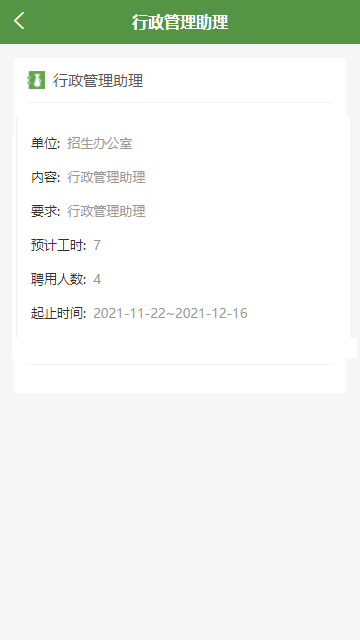 行政管理助理
行政管理助理
单位: 招生办公室
内容: 行政管理助理
要求: 行政管理助理
预计工时: 7
聘用人数: 4
起止时间: 2021-11-22~2021-12-16